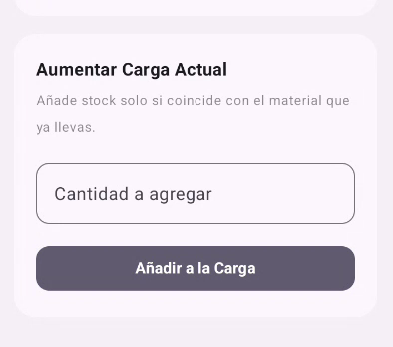 Aumentar Carga Actual
Añade stock solo si coincide con el material que
ya llevas.
Cantidad a agregar
Añadir a la Carga